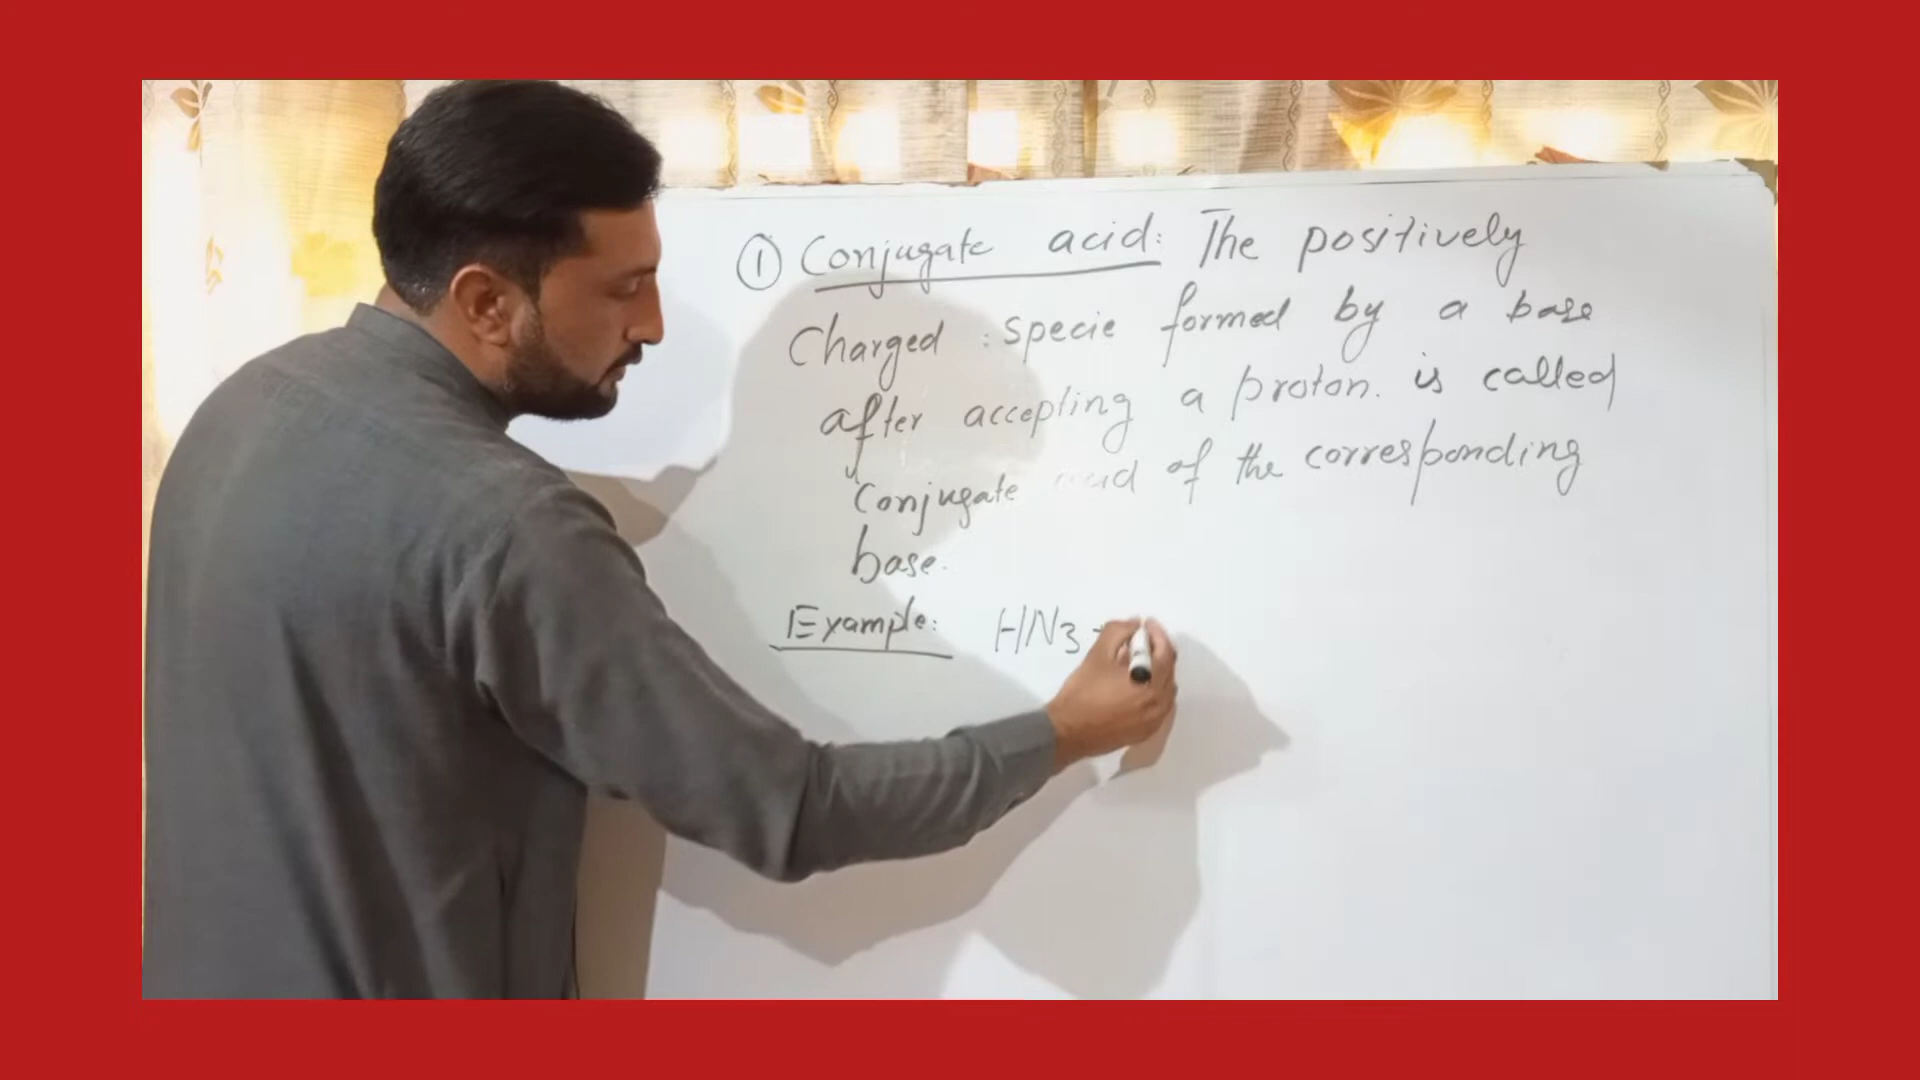 ① Conjugate acid: The positively
Charged : specie formed by a base
after accepting a proton. is called
Conjugate acid of the corresponding
base.
Example: HN3 +